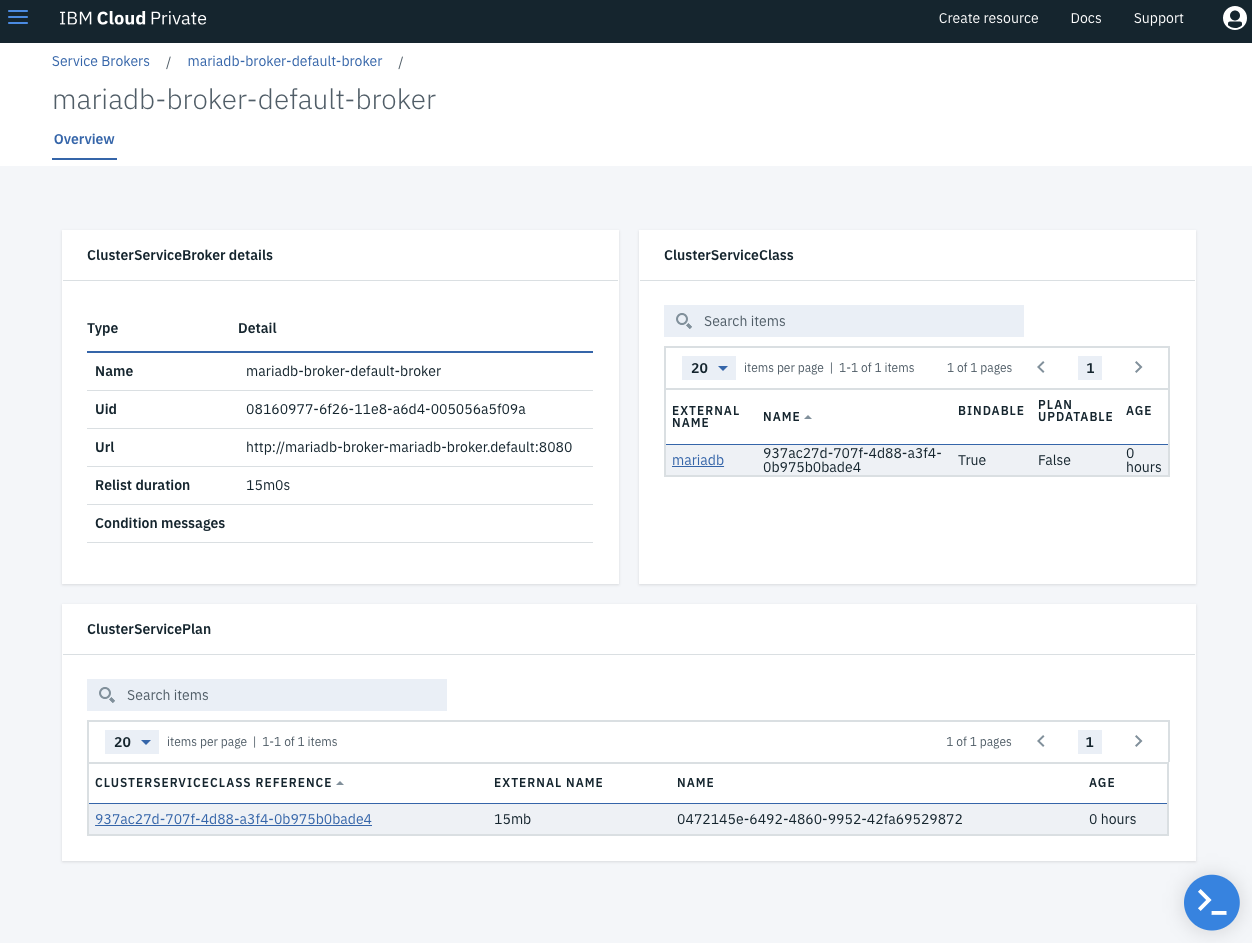 IBM Cloud Private
Create resource
Docs
Support
Service Brokers / mariadb-broker-default-broker /
mariadb-broker-default-broker
Overview
ClusterServiceBroker details
Type Detail
Name mariadb-broker-default-broker
Uid 08160977-6f26-11e8-a6d4-005056a5f09a
Url http://mariadb-broker-mariadb-broker.default:8080
Relist duration 15m0s
Condition messages
ClusterServiceClass
Search items
20 items per page | 1-1 of 1 items 1 of 1 pages 1
EXTERNAL NAME NAME BINDABLE PLAN UPDATABLE AGE
mariadb 937ac27d-707f-4d88-a3f4-0b975b0bade4 True False 0 hours
ClusterServicePlan
Search items
20 items per page | 1-1 of 1 items 1 of 1 pages 1
CLUSTERSERVICECLASS REFERENCE EXTERNAL NAME NAME AGE
937ac27d-707f-4d88-a3f4-0b975b0bade4 15mb 0472145e-6492-4860-9952-42fa69529872 0 hours